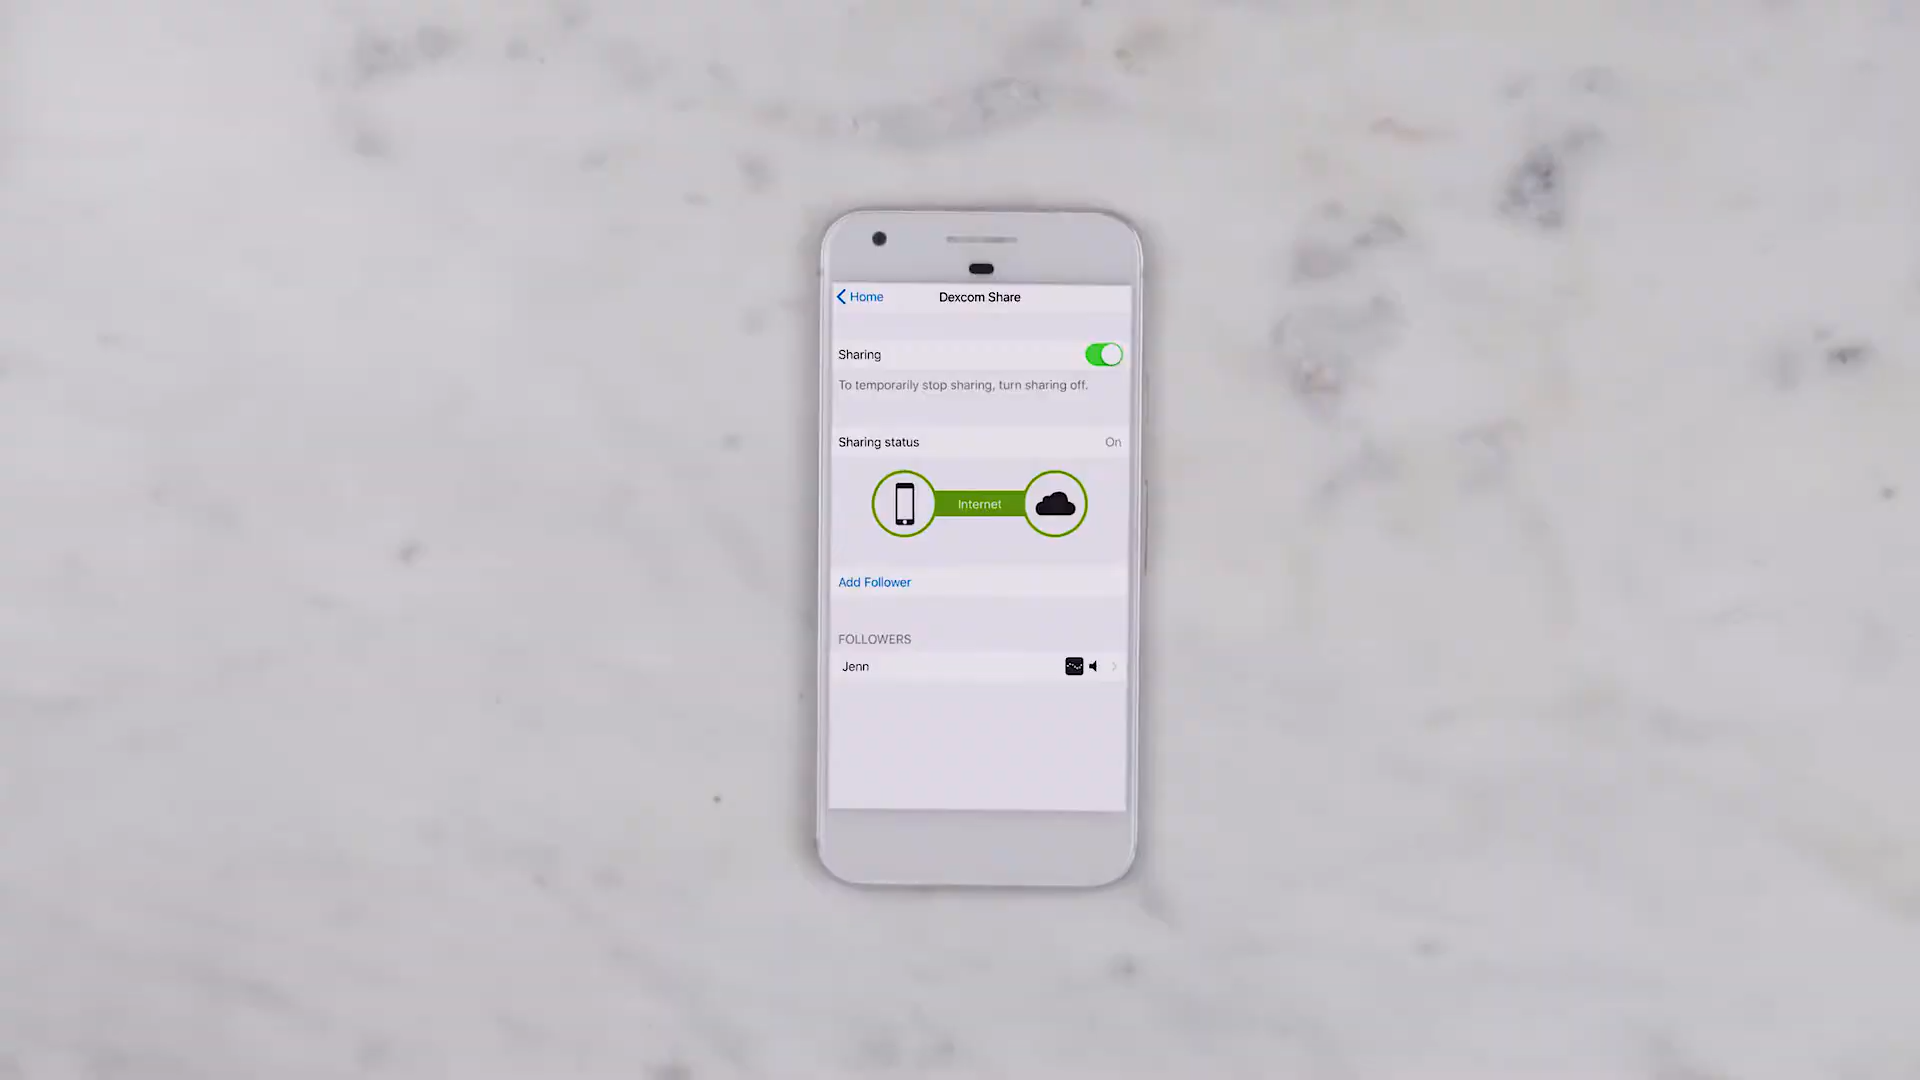 Home
Dexcom Share
Sharing
To temporarily stop sharing, turn sharing off.
Sharing status
On
Internet
Add Follower
FOLLOWERS
Jenn